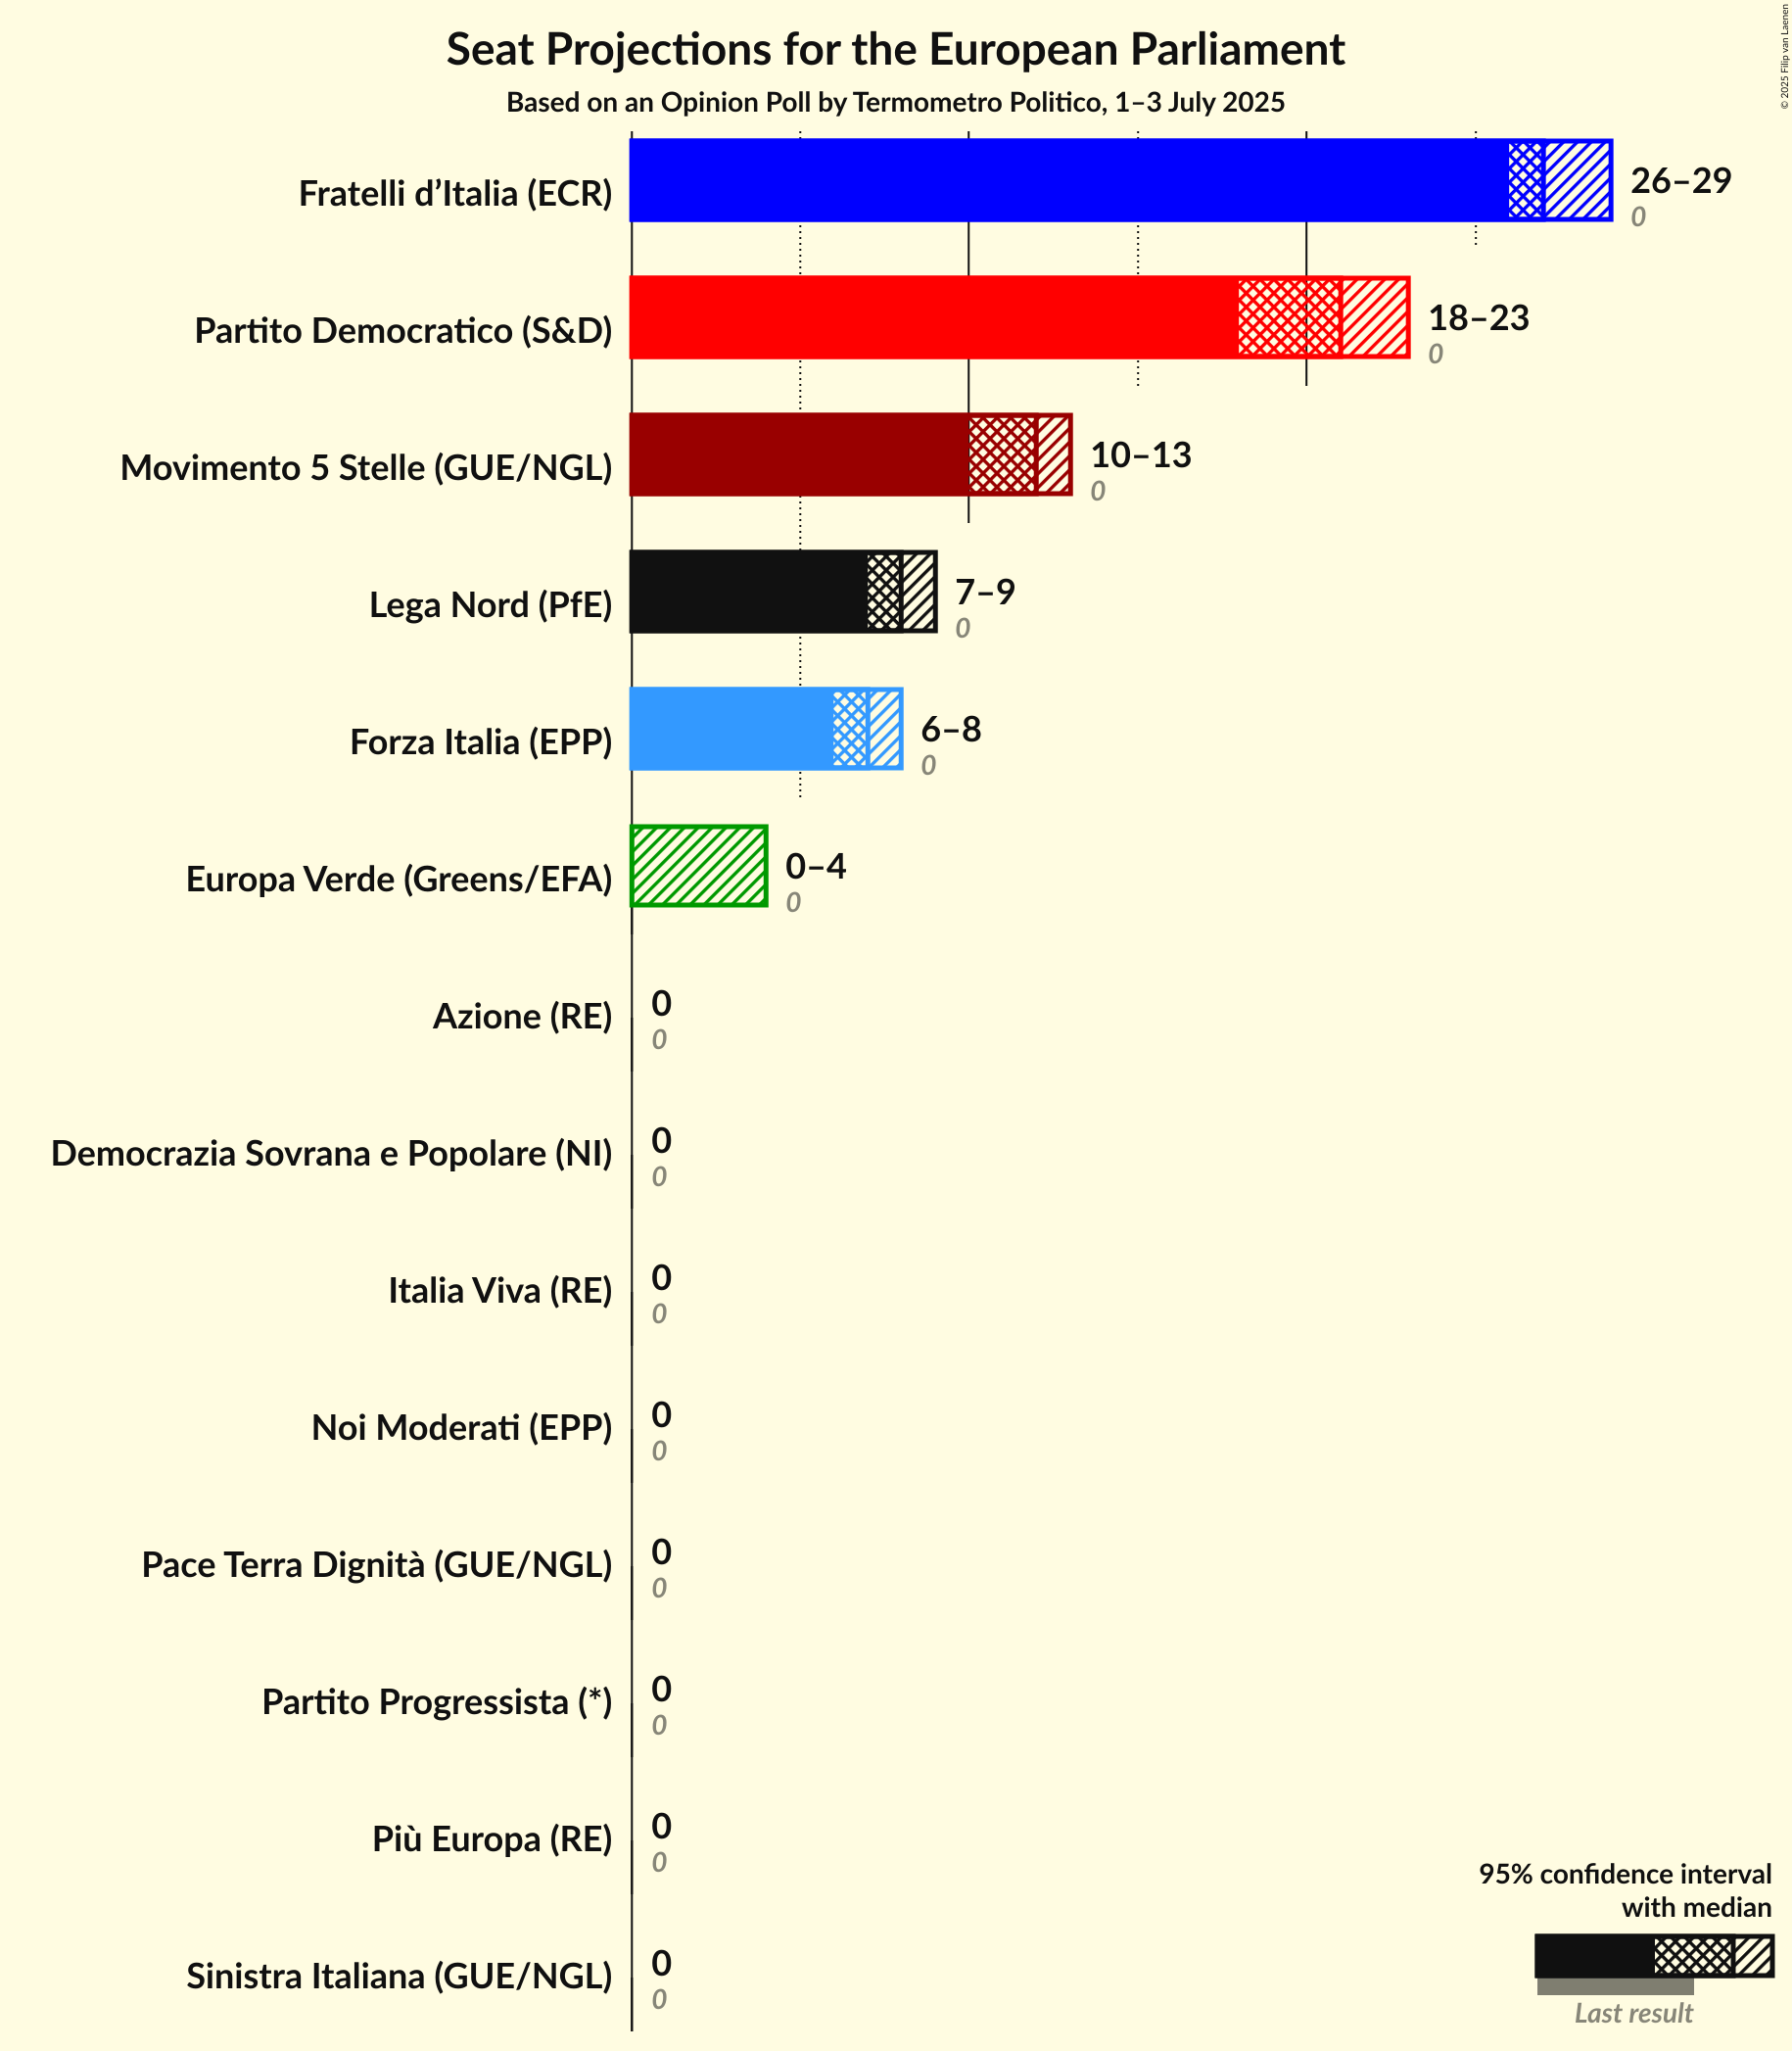 Seat Projections for the European Parliament
Based on an Opinion Poll by Termometro Politico, 1–3 July 2025
© 2025 Filip van Laenen
Fratelli d’Italia (ECR)
26–29
0
Partito Democratico (S&D)
18–23
0
Movimento 5 Stelle (GUE/NGL)
10–13
0
Lega Nord (PfE)
7–9
0
Forza Italia (EPP)
6–8
0
Europa Verde (Greens/EFA)
0–4
0
Azione (RE)
0
0
Democrazia Sovrana e Popolare (NI)
0
0
Italia Viva (RE)
0
0
Noi Moderati (EPP)
0
0
Pace Terra Dignità (GUE/NGL)
0
0
Partito Progressista (*)
0
0
Più Europa (RE)
0
0
Sinistra Italiana (GUE/NGL)
0
0
95% confidence interval
with median
Last result